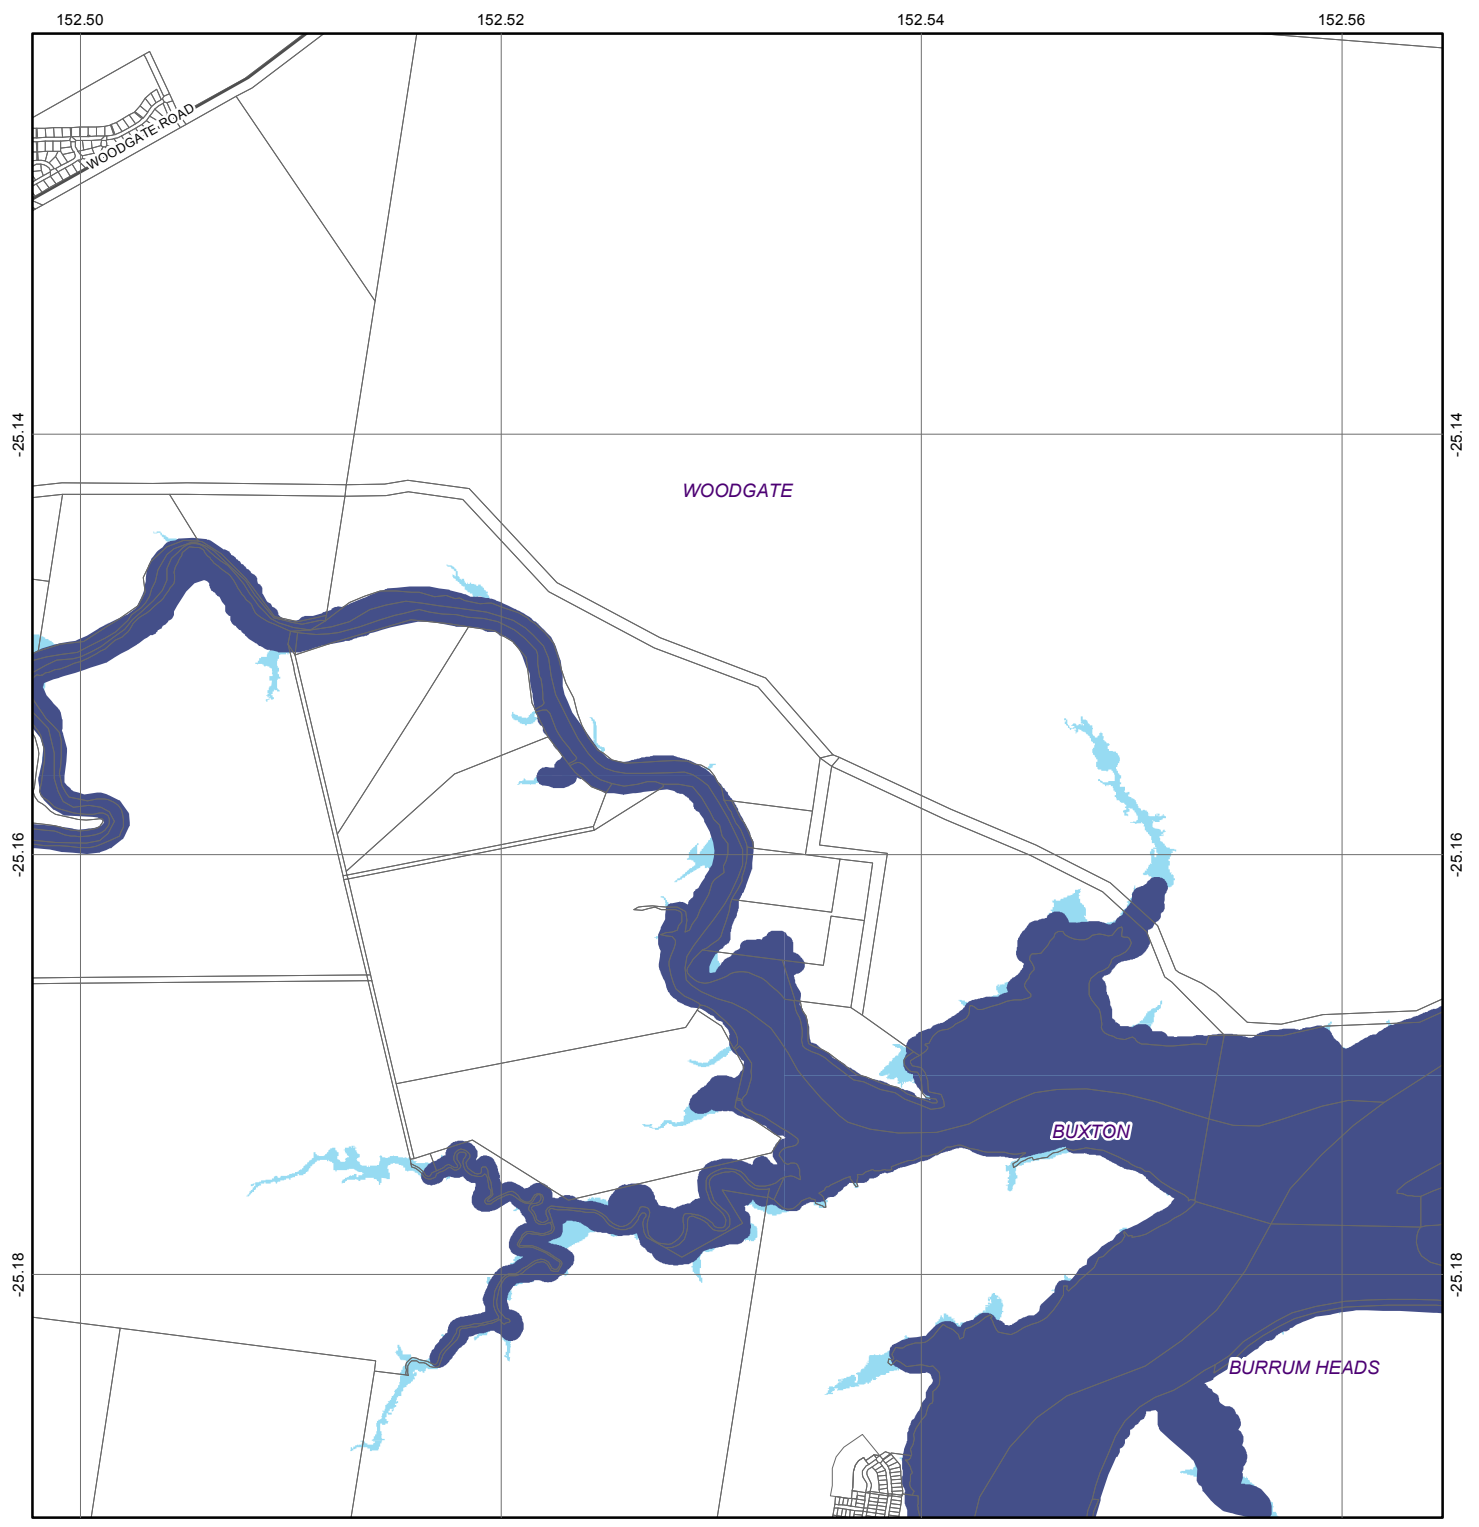 152.50 152.52 152.54 152.56
WOODGATE ROAD
-25.14 -25.14
WOODGATE
-25.16 -25.16
BUXTON
-25.18 -25.18
BURRUM HEADS